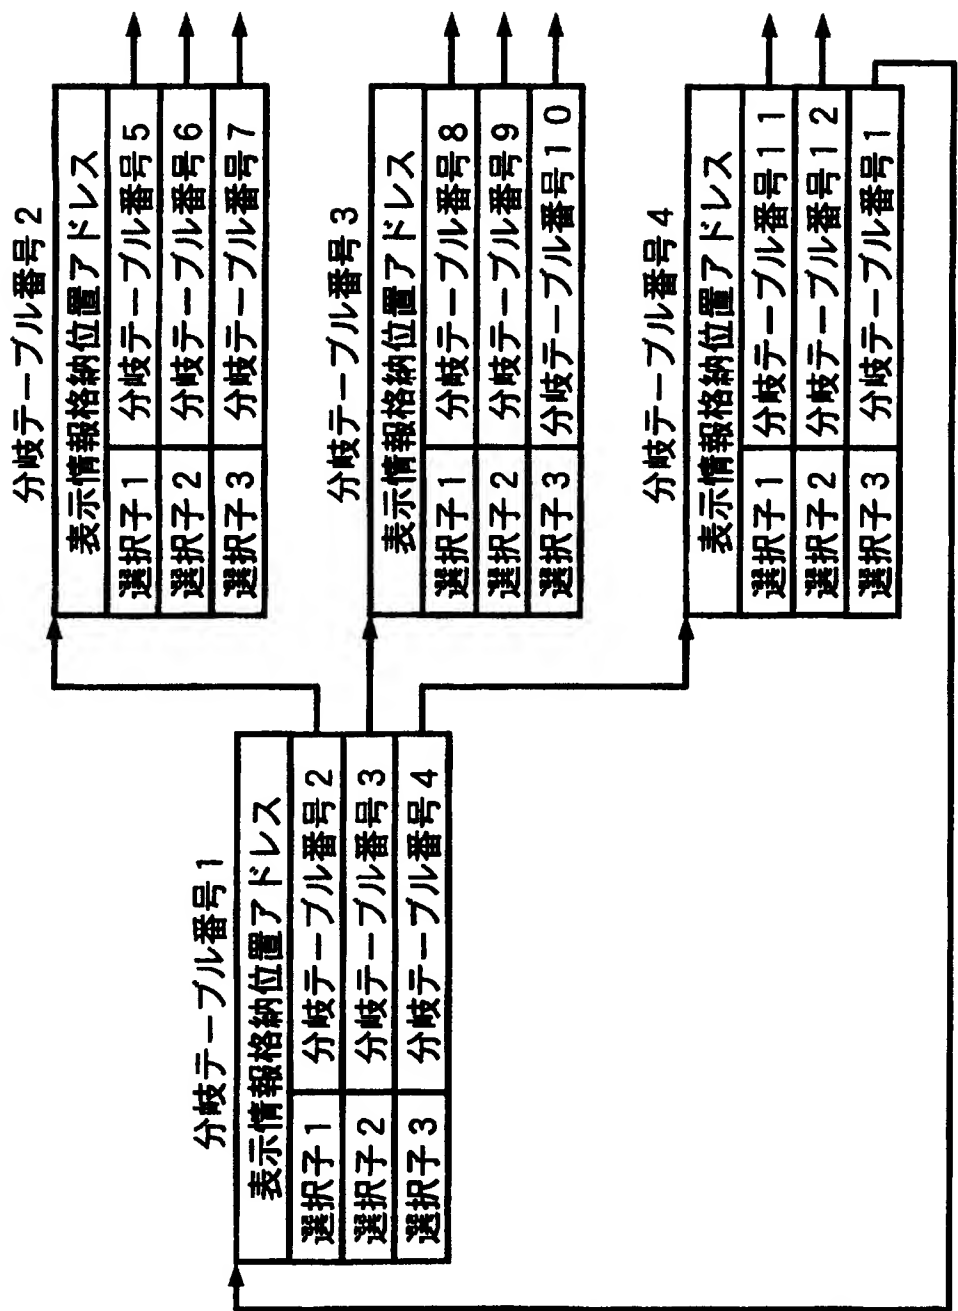 分岐テーブル番号1
表示情報格納位置アドレス
選択子1 分岐テーブル番号2
選択子2 分岐テーブル番号3
選択子3 分岐テーブル番号4
分岐テーブル番号2
表示情報格納位置アドレス
選択子1 分岐テーブル番号5
選択子2 分岐テーブル番号6
選択子3 分岐テーブル番号7
分岐テーブル番号3
表示情報格納位置アドレス
選択子1 分岐テーブル番号8
選択子2 分岐テーブル番号9
選択子3 分岐テーブル番号10
分岐テーブル番号4
表示情報格納位置アドレス
選択子1 分岐テーブル番号11
選択子2 分岐テーブル番号12
選択子3 分岐テーブル番号1